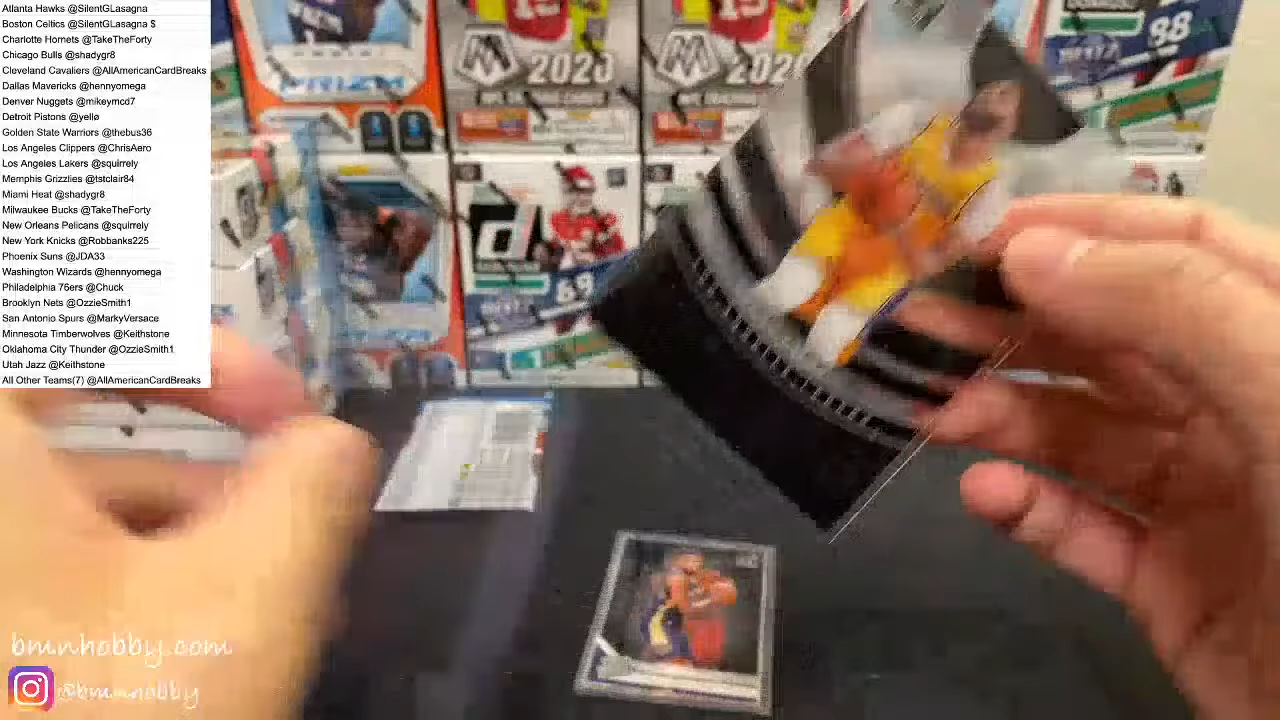 Atlanta Hawks @SilentGLasagna
Boston Celtics @SilentGLasagna $
Charlotte Hornets @TakeTheForty
Chicago Bulls @shadygr8
Cleveland Cavaliers @AllAmericanCardBreaks
Dallas Mavericks @hennyomega
Denver Nuggets @mikeymcd7
Detroit Pistons @yellø
Golden State Warriors @thebus36
Los Angeles Clippers @ChrisAero
Los Angeles Lakers @squirrely
Memphis Grizzlies @tstclair84
Miami Heat @shadygr8
Milwaukee Bucks @TakeTheForty
New Orleans Pelicans @squirrely
New York Knicks @Robbanks225
Phoenix Suns @JDA33
Washington Wizards @hennyomega
Philadelphia 76ers @Chuck
Brooklyn Nets @OzzieSmith1
San Antonio Spurs @MarkyVersace
Minnesota Timberwolves @Keithstone
Oklahoma City Thunder @OzzieSmith1
Utah Jazz @Keithstone
All Other Teams(7) @AllAmericanCardBreaks
PRIZM
2020
2020
88
69
bmnhobby.com
@bmnhobby